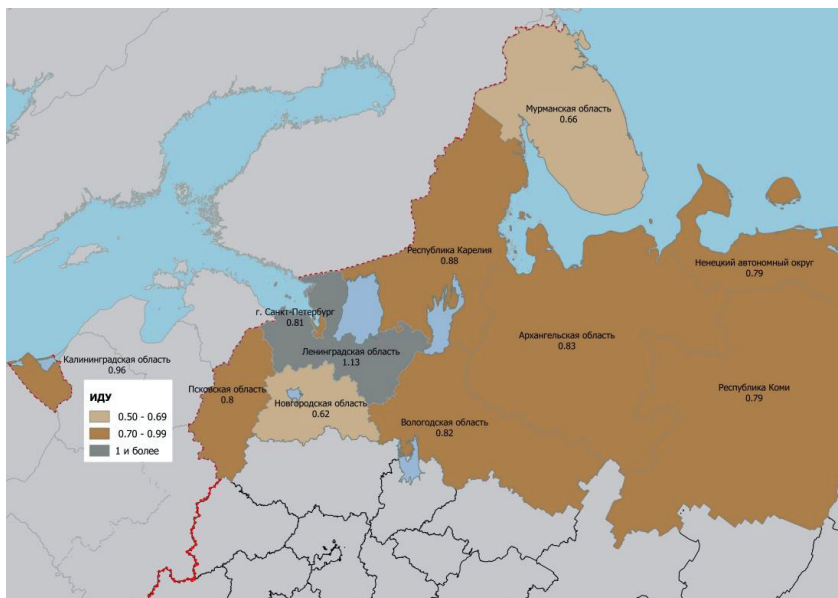 Мурманская область
0.66
Республика Карелия
0.88
Ненецкий автономный округ
0.79
г. Санкт-Петербург
0.81
Архангельская область
0.83
Ленинградская область
1.13
Калининградская область
0.96
Псковская область
0.8
Новгородская область
0.62
Республика Коми
0.79
Вологодская область
0.82
ИДУ
0.50 - 0.69
0.70 - 0.99
1 и более